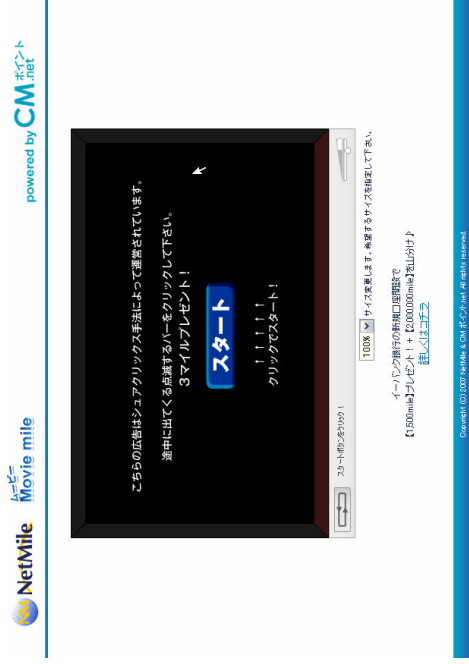 NetMile
ムービー
Movie mile
powered by CM.netポイント
こちらの広告はシェアクリックス手法によって運営されています。
途中に出てくる点滅するバーをクリックして下さい。
3マイルプレゼント！
スタート
↑↑↑↑↑
クリックでスタート！
スタートボタンをクリック！
100% サイズ変更します。希望するサイズを指定して下さい。
イーバンク銀行の新規口座開設で
【1,500mile】プレゼント！+【2,000,000mile】を山分け♪
詳しくはコチラ
Copyright (C) 2007 NetMile & CM ポイント.net All rights reserved.